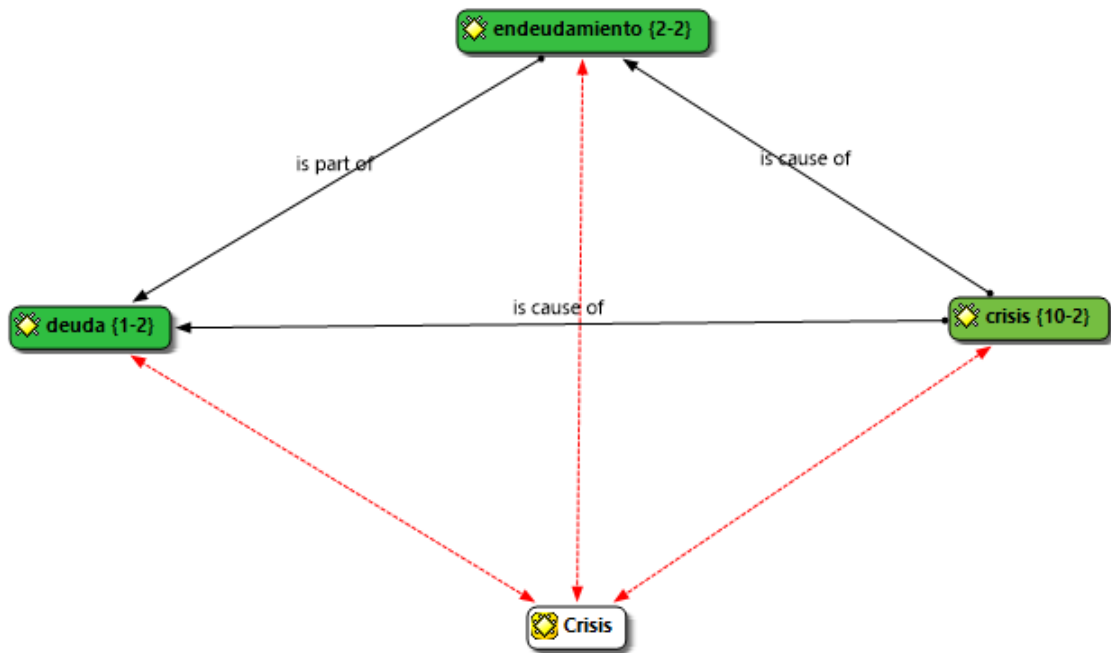 endeudamiento {2-2}
is part of
is cause of
is cause of
deuda {1-2}
crisis {10-2}
Crisis